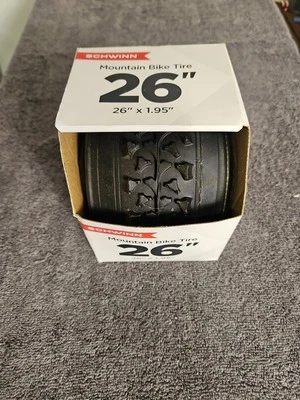 SCHWINN
Mountain Bike Tire
26"
26" x 1.95"
SCHWINN
Mountain Bike Tire
26"